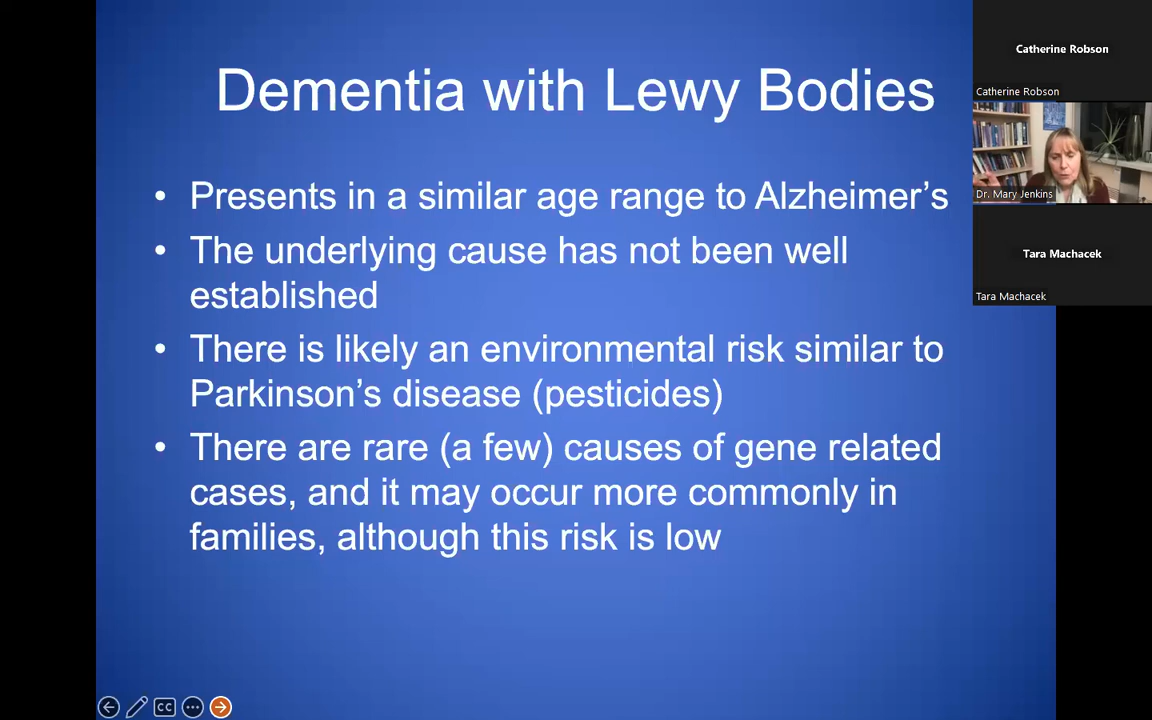 Dementia with Lewy Bodies
• Presents in a similar age range to Alzheimer’s
• The underlying cause has not been well
established
• There is likely an environmental risk similar to
Parkinson’s disease (pesticides)
• There are rare (a few) causes of gene related
cases, and it may occur more commonly in
families, although this risk is low
Catherine Robson
Catherine Robson
Dr. Mary Jenkins
Tara Machacek
Tara Machacek
CC